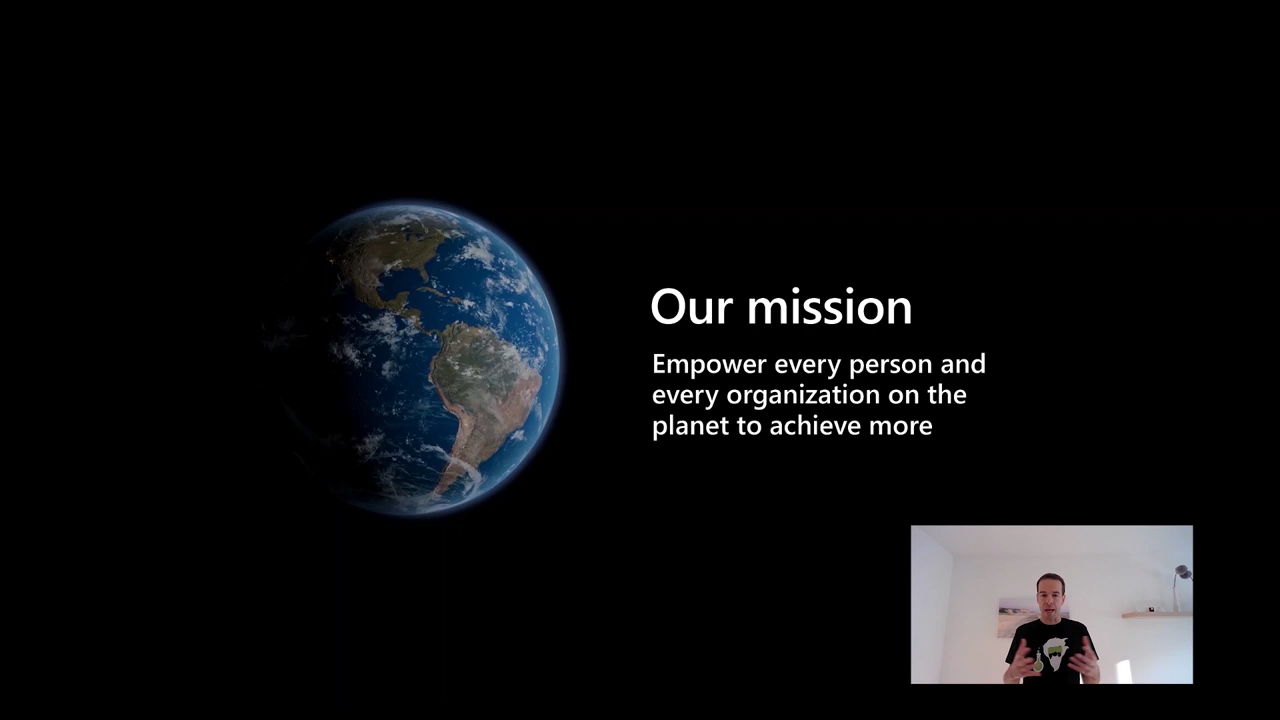 Our mission
Empower every person and
every organization on the
planet to achieve more